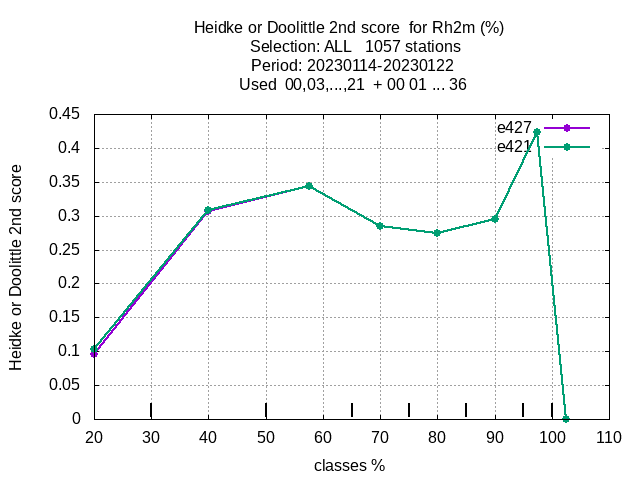 Heidke or Doolittle 2nd score  for Rh2m (%)
Selection: ALL   1057 stations
Period: 20230114-20230122
Used  00,03,...,21  + 00 01 ... 36
e427
e421
Heidke or Doolittle 2nd score
0.45
0.4
0.35
0.3
0.25
0.2
0.15
0.1
0.05
0
20 30 40 50 60 70 80 90 100 110
classes %